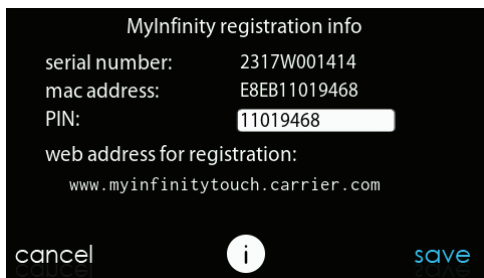 MyInfinity registration info
serial number: 2317W001414
mac address: E8EB11019468
PIN: 11019468
web address for registration:
www.myinfinitytouch.carrier.com
cancel i save